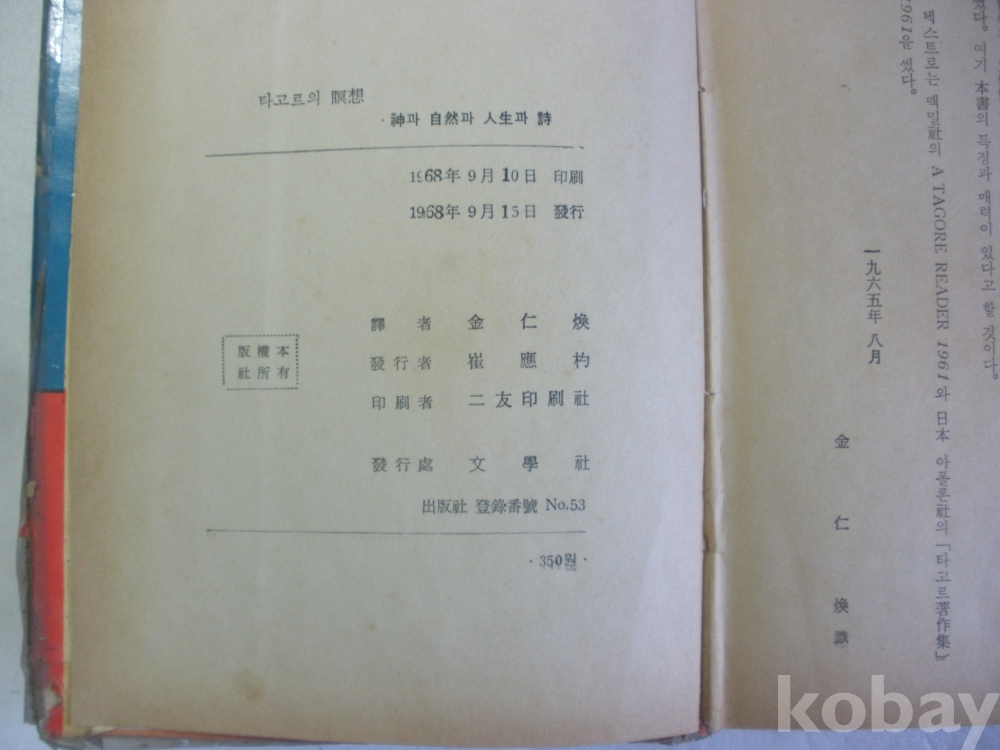 타고르의 瞑想
·神과 自然과 人生과 詩
1968年 9月 10日 印刷
1968年 9月 15日 發行
譯者 金仁煥
發行者 崔應杓
印刷者 二友印刷社
發行處 文學社
出版社 登錄番號 No.53
·350원·
版權本
社所有
다. 여기 本書의 특징과 매력이 있다고 할 것이다。
텍스트로는 맥밀社의 A TAGORE READER 1961와 日本 아폴론社의「타고르著作集」
1961을 썼다。
一九六五年 八月
金仁煥 識
kobay